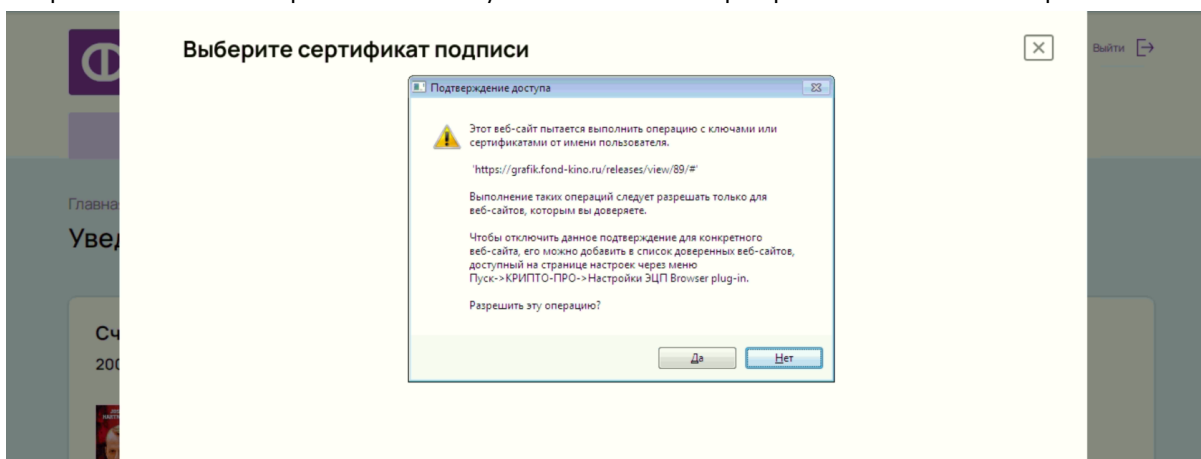 Выберите сертификат подписи
Выйти
Подтверждение доступа
Этот веб-сайт пытается выполнить операцию с ключами или
сертификатами от имени пользователя.
'https://grafik.fond-kino.ru/releases/view/89/#'
Выполнение таких операций следует разрешать только для
веб-сайтов, которым вы доверяете.
Чтобы отключить данное подтверждение для конкретного
веб-сайта, его можно добавить в список доверенных веб-сайтов,
доступный на странице настроек через меню
Пуск->КРИПТО-ПРО->Настройки ЭЦП Browser plug-in.
Разрешить эту операцию?
Да
Нет
Главна
Увед
Сч
200